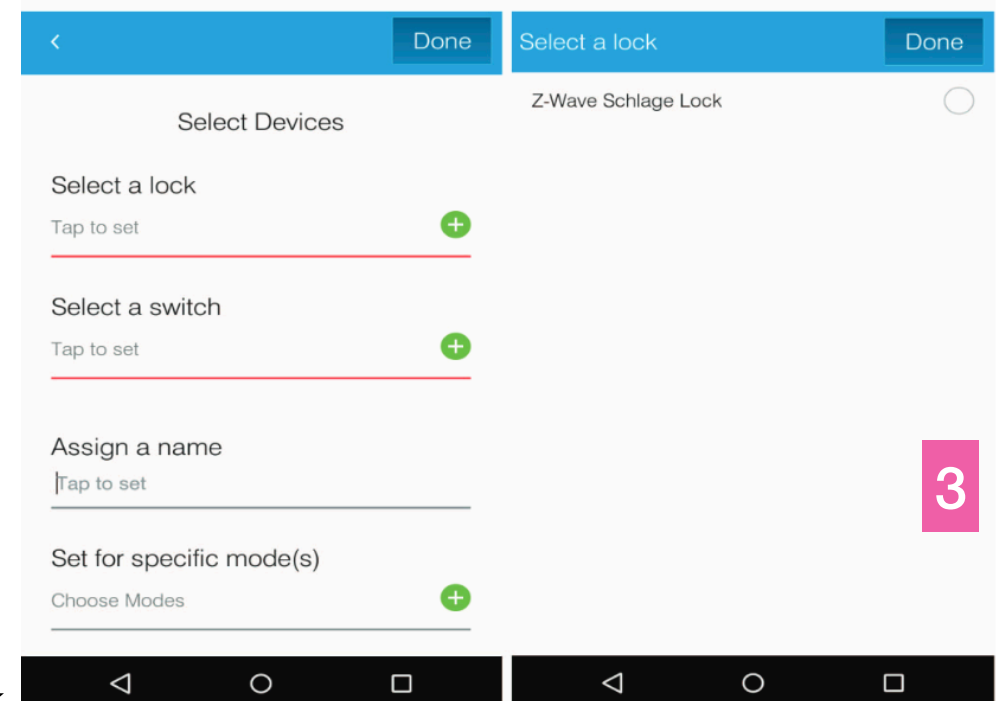 Done
Select Devices
Select a lock
Tap to set
Select a switch
Tap to set
Assign a name
Tap to set
Set for specific mode(s)
Choose Modes
Select a lock
Done
Z-Wave Schlage Lock
3